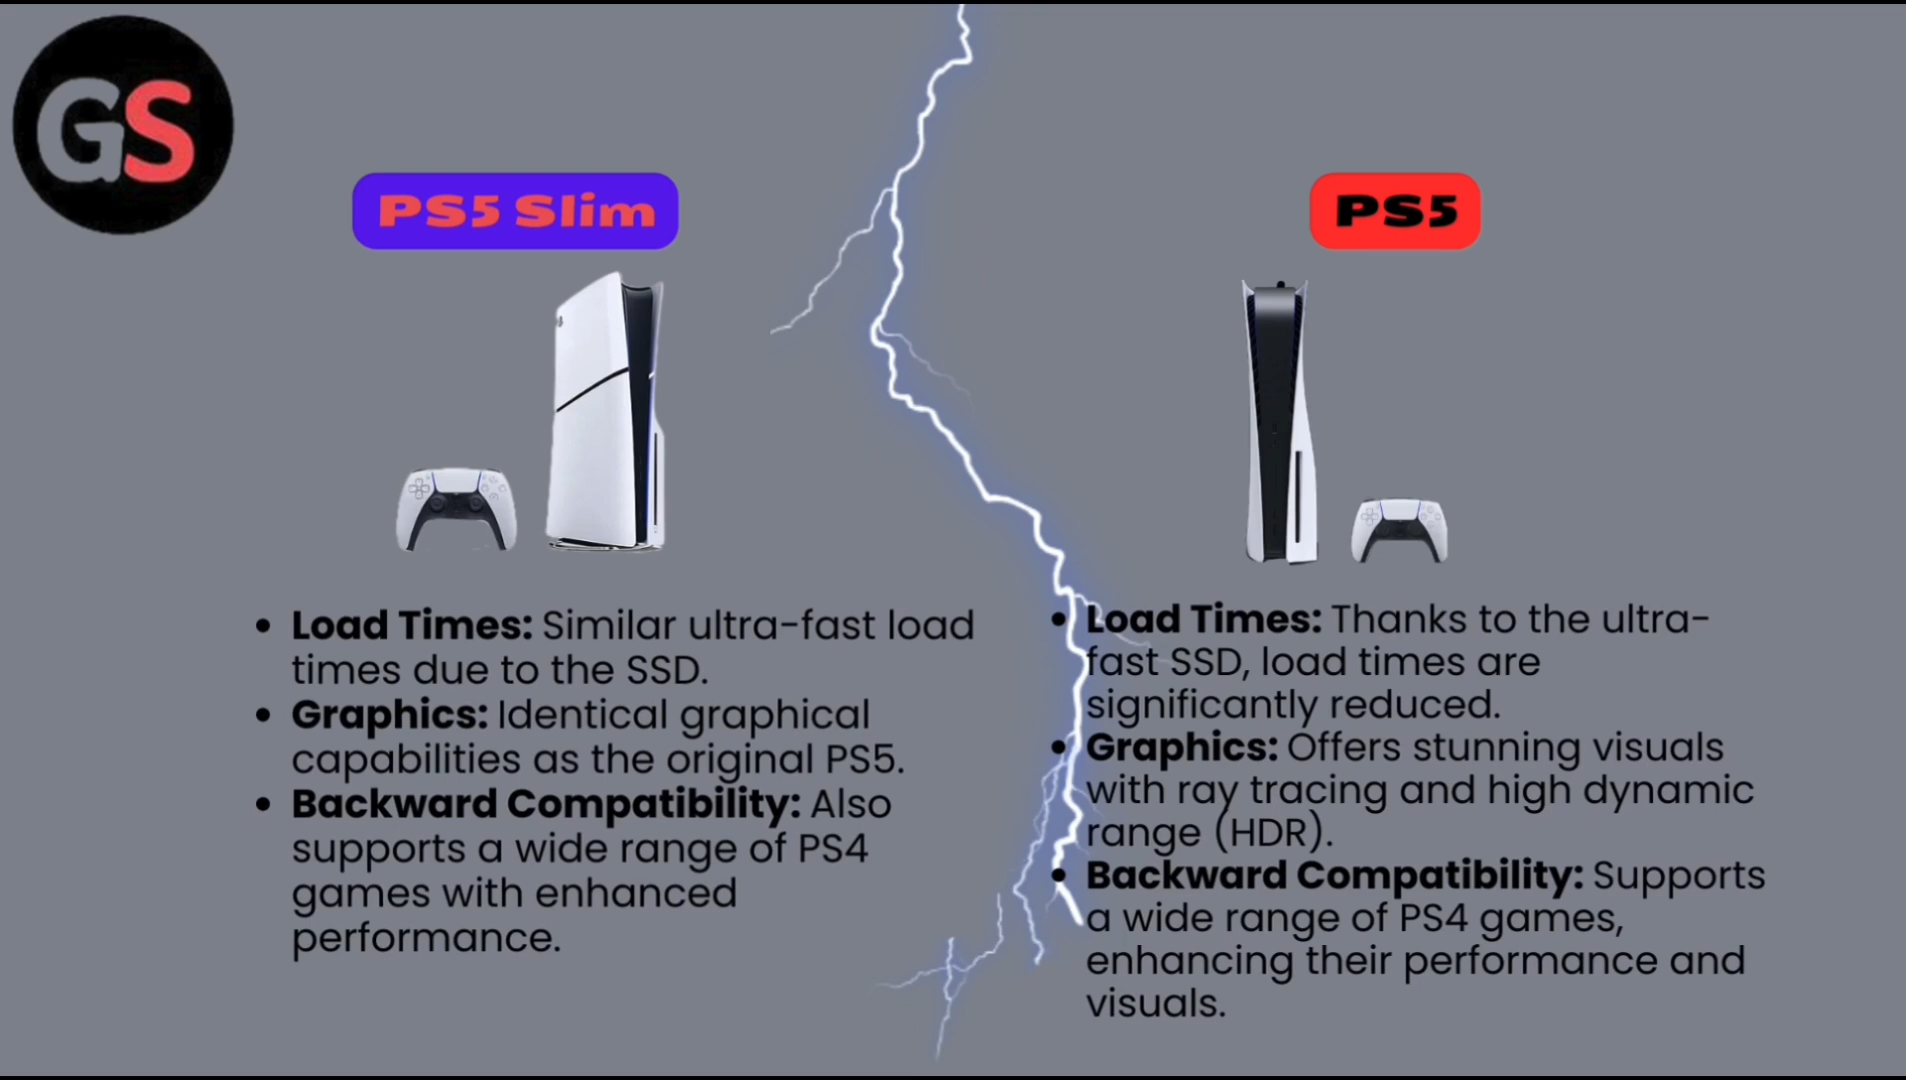 GS
PS5 Slim
• Load Times: Similar ultra-fast load
times due to the SSD.
• Graphics: Identical graphical
capabilities as the original PS5.
• Backward Compatibility: Also
supports a wide range of PS4
games with enhanced
performance.
PS5
• Load Times: Thanks to the ultra-
fast SSD, load times are
significantly reduced.
• Graphics: Offers stunning visuals
with ray tracing and high dynamic
range (HDR).
• Backward Compatibility: Supports
a wide range of PS4 games,
enhancing their performance and
visuals.